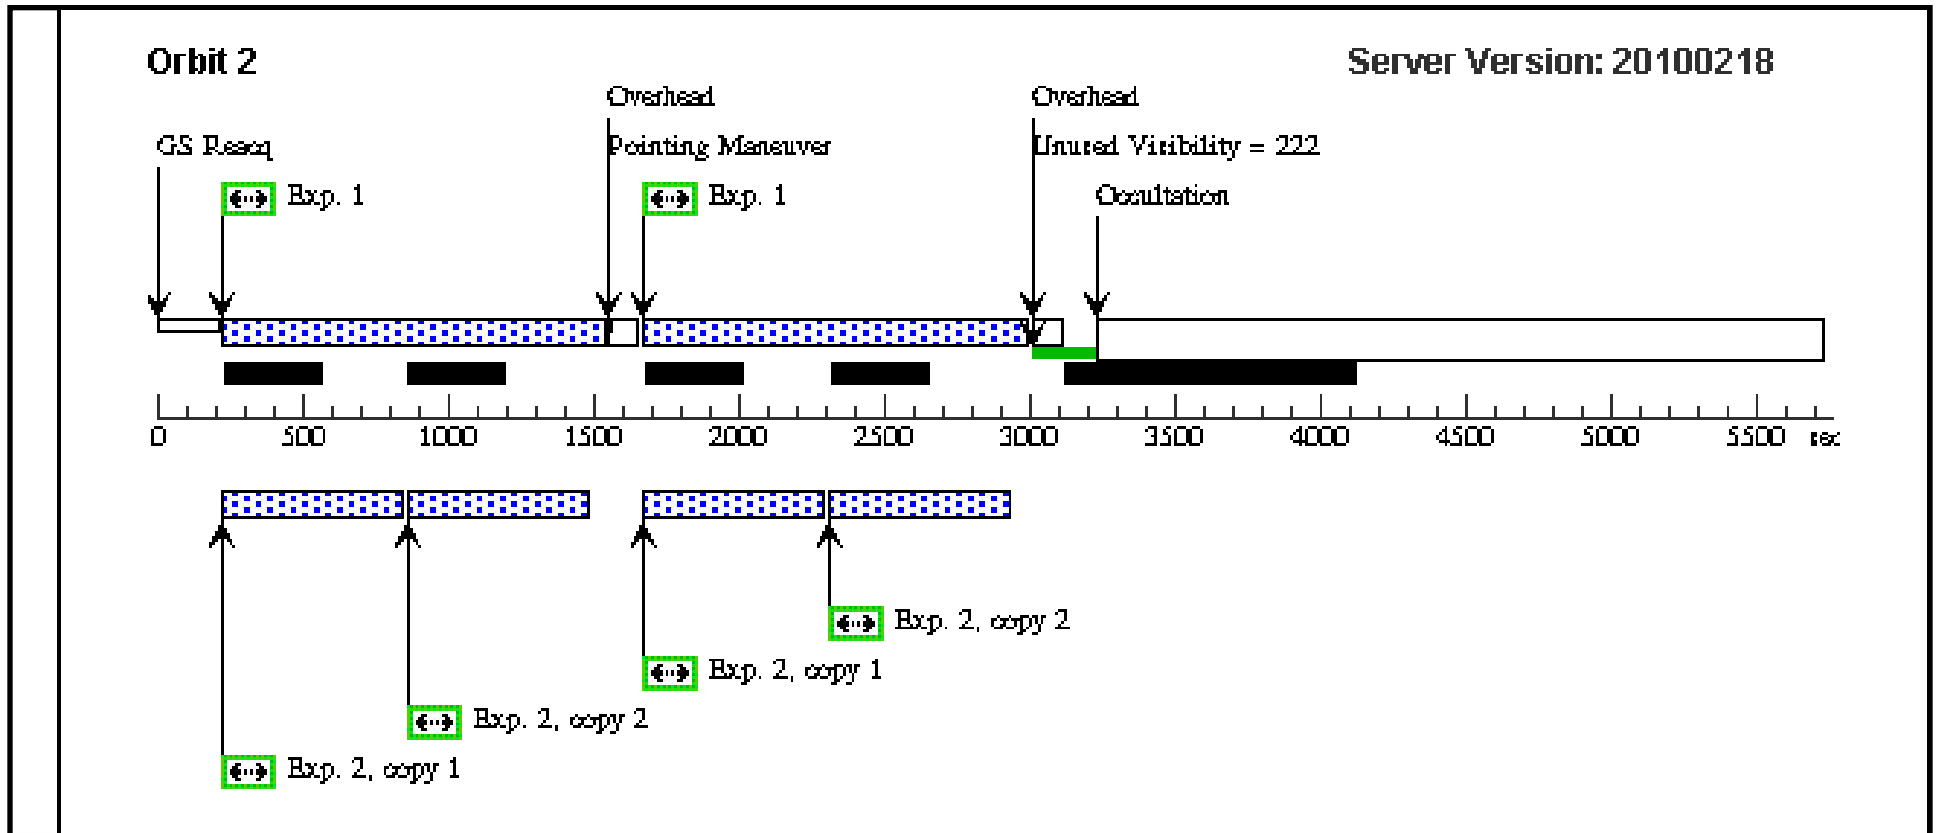 Orbit 2
Server Version: 20100218
Overhead
Overhead
GS Reacq
Pointing Maneuver
Unused Visibility = 222
Exp. 1
Exp. 1
Occultation
0 500 1000 1500 2000 2500 3000 3500 4000 4500 5000 5500 sec
Exp. 2, copy 2
Exp. 2, copy 1
Exp. 2, copy 2
Exp. 2, copy 1